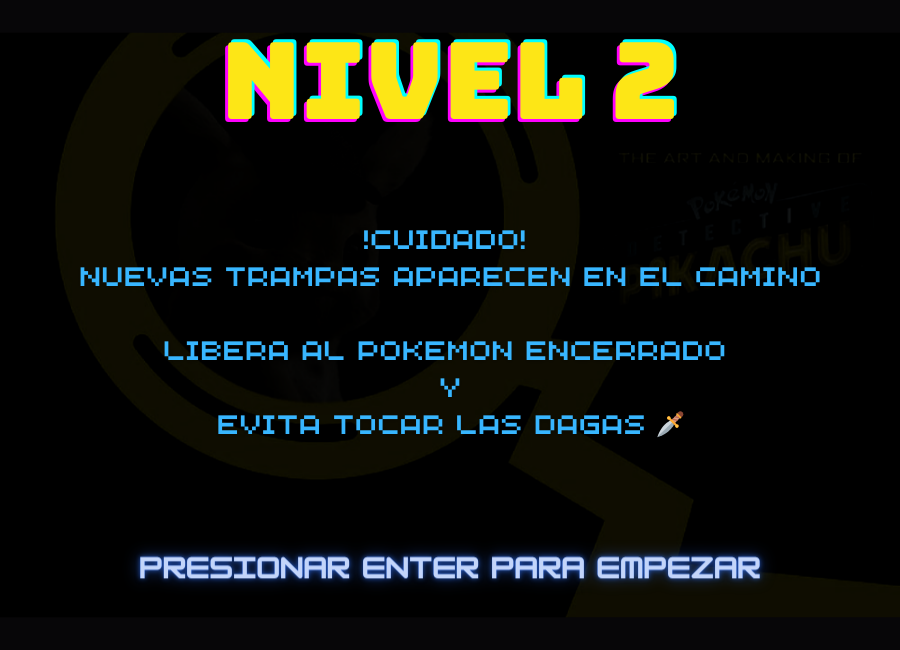 NIVEL 2
THE ART AND MAKING OF
POKEMON
DETECTIVE
PIKACHU
!CUIDADO!
NUEVAS TRAMPAS APARECEN EN EL CAMINO
LIBERA AL POKEMON ENCERRADO
Y
EVITA TOCAR LAS DAGAS 🗡️
PRESIONAR ENTER PARA EMPEZAR